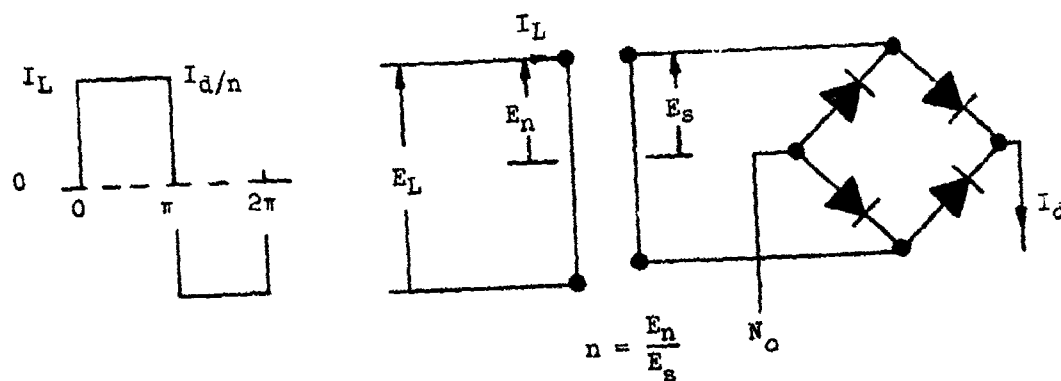 I_L
I_d/n
0
0
π
2π
I_L
E_n
E_L
E_s
I_d
N_o
n = E_n/E_s